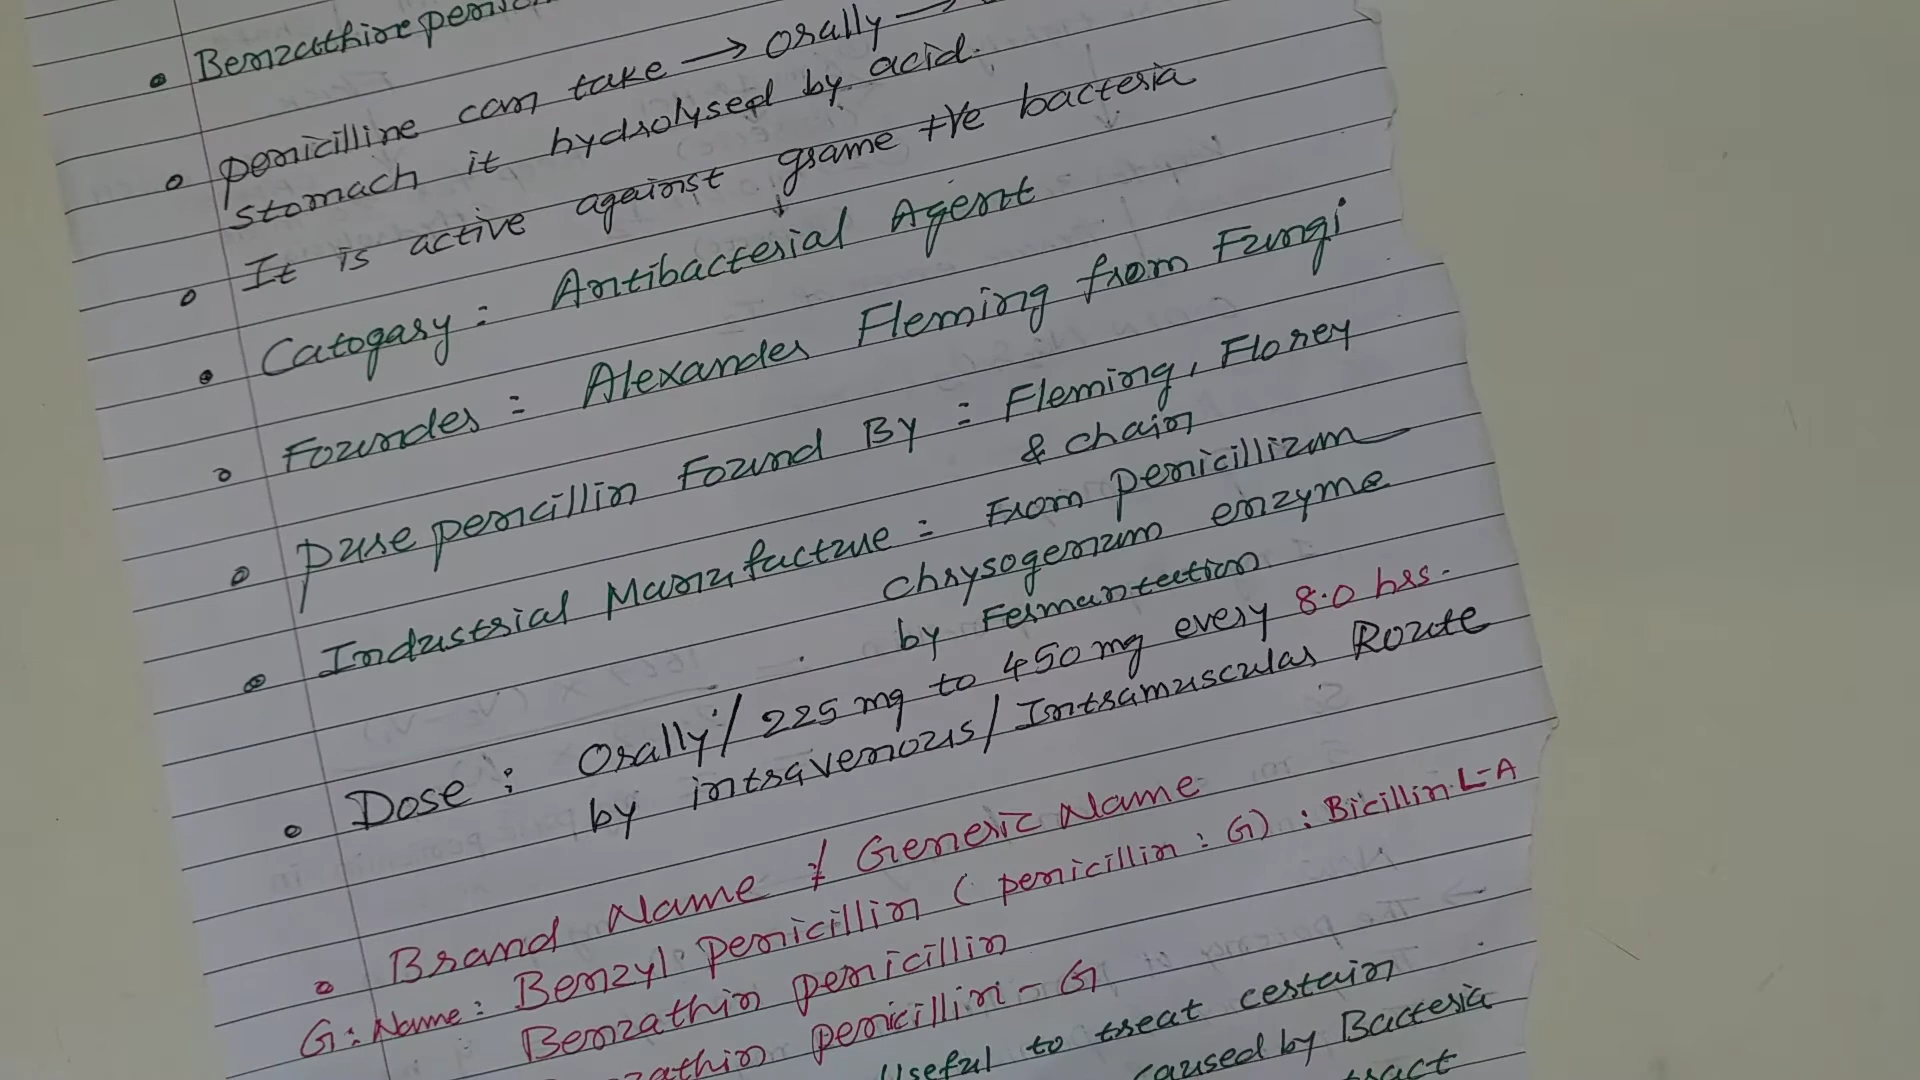 Benzathine
penicilline can take → orally →
stomach it hydrolysed by acid.
It is active against grame +ve bacteria
Catogary : Antibacterial Agent
Founder : Alexander Fleming from Fungi
Pure penicillin Found By : Fleming, Florey
& chain
Industrial Manufacture : From penicillium
chrysogenum enzyme
by Fermantation
Dose : Orally / 225 mg to 450 mg every 8.0 hrs.
by intravenous / Intramuscular Route
Brand Name / Generic Name
G. Name : Benzyl penicillin ( penicillin : G ) : Bicillin L-A
Benzathin penicillin
penicillin - G
Useful to treat certain
caused by Bacteria